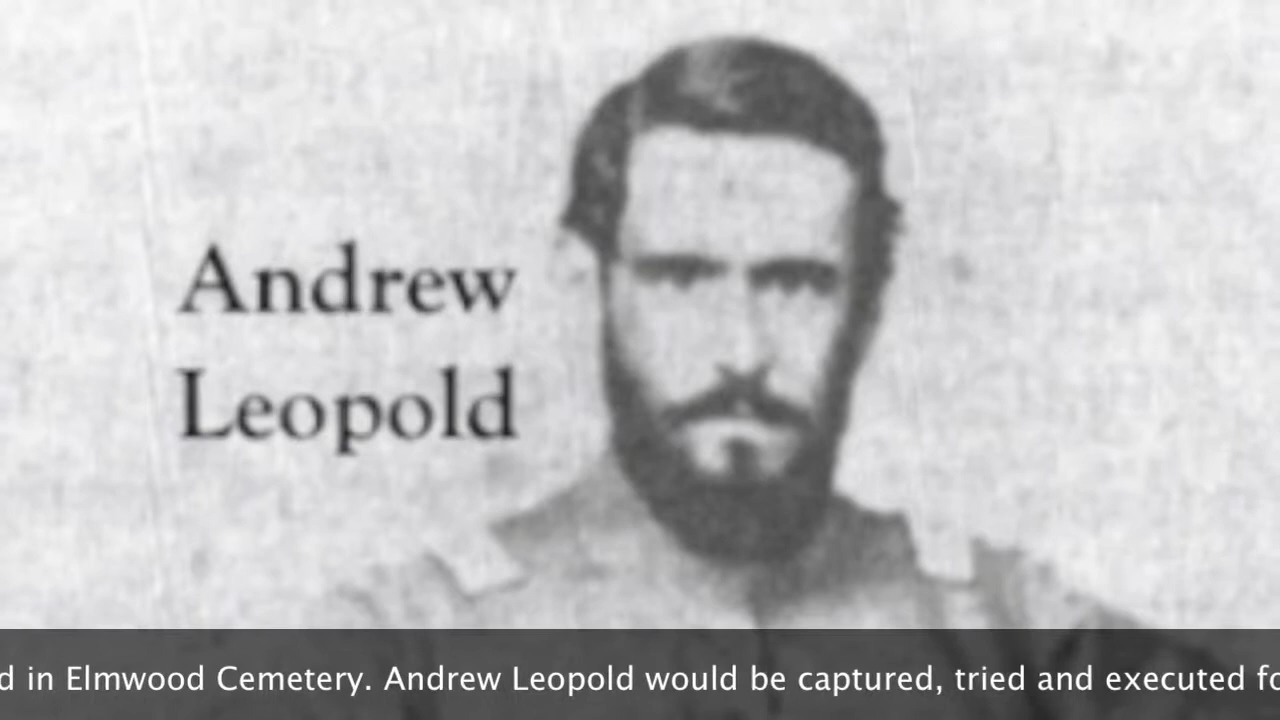 Andrew
Leopold
d in Elmwood Cemetery. Andrew Leopold would be captured, tried and executed fo